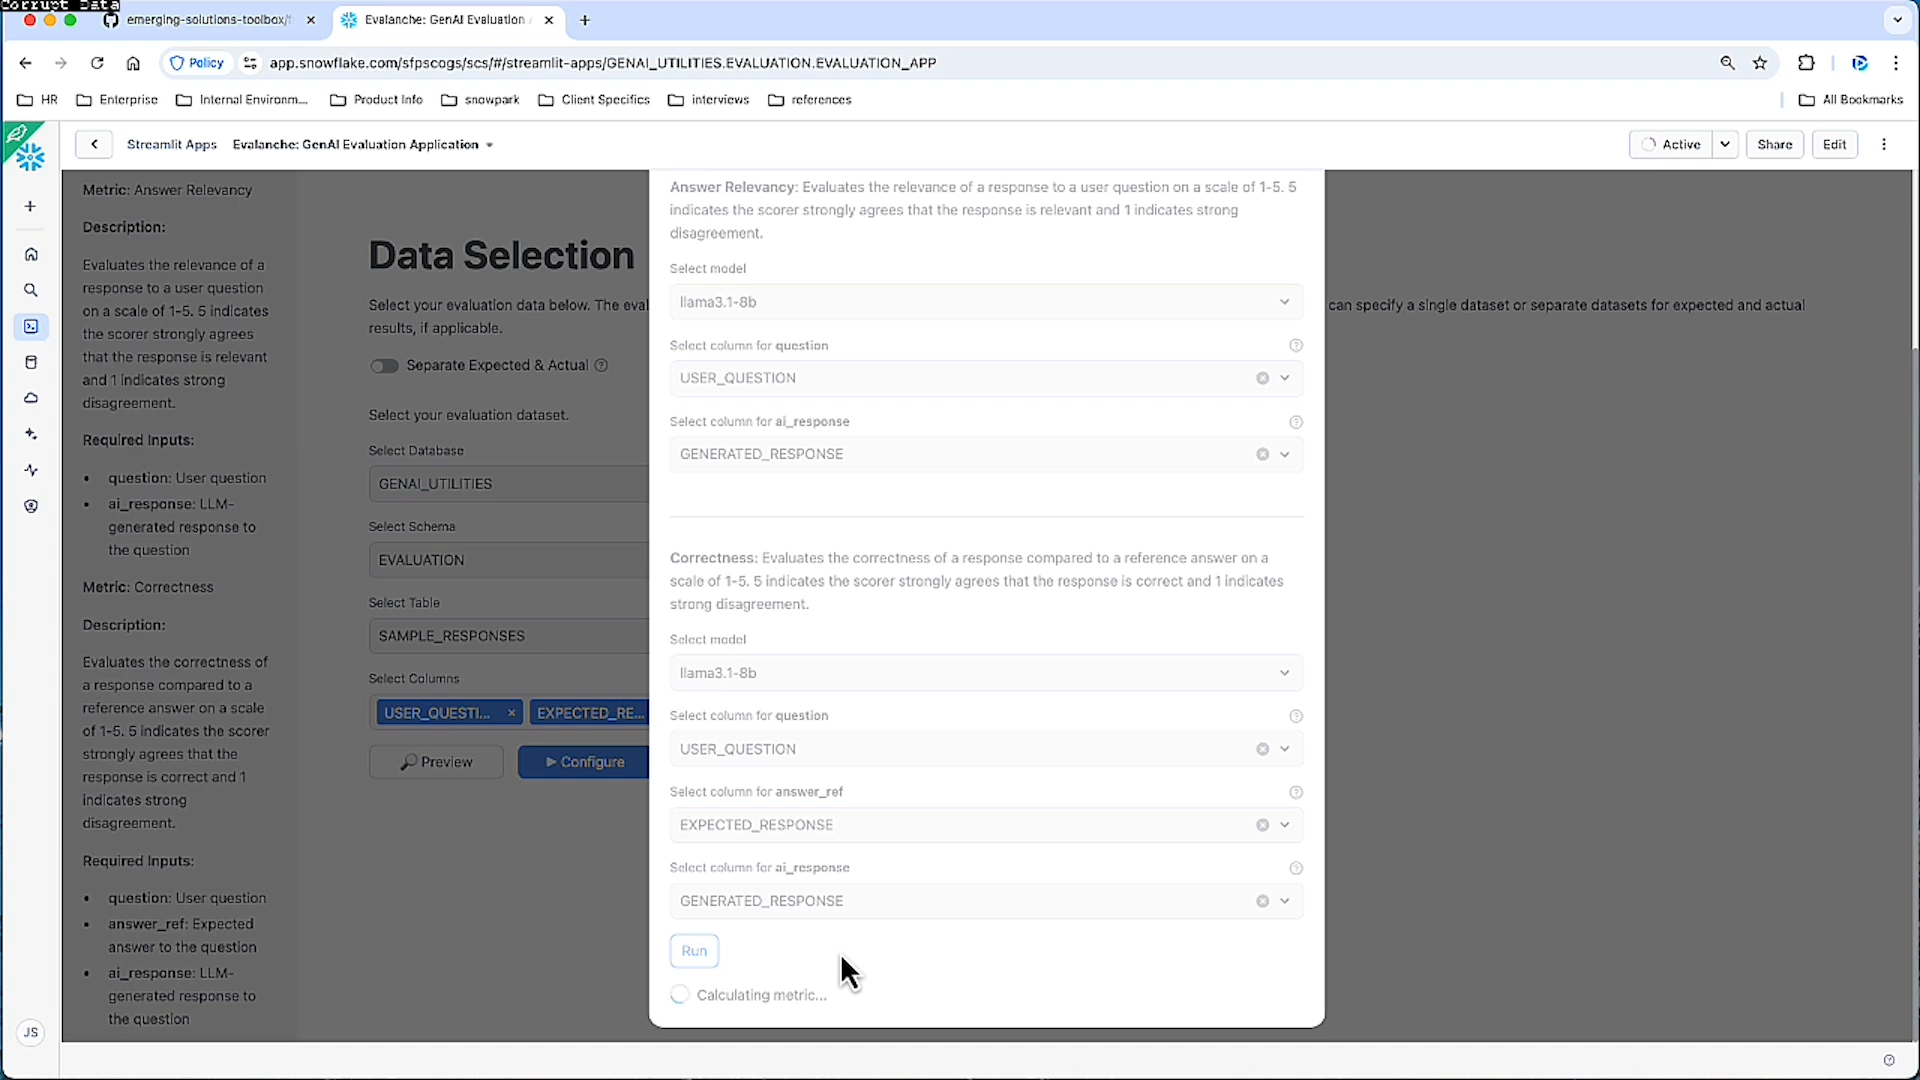 Corrupt Data
emerging-solutions-toolbox/
Evalanche: GenAI Evaluation
Policy
app.snowflake.com/sfpscogs/scs/#/streamlit-apps/GENAI_UTILITIES.EVALUATION.EVALUATION_APP
HR
Enterprise
Internal Environm...
Product Info
snowpark
Client Specifics
interviews
references
All Bookmarks
Streamlit Apps
Evalanche: GenAI Evaluation Application
Active
Share
Edit
Metric: Answer Relevancy
Description:
Evaluates the relevance of a
response to a user question
on a scale of 1-5. 5 indicates
the scorer strongly agrees
that the response is relevant
and 1 indicates strong
disagreement.
Required Inputs:
• question: User question
• ai_response: LLM-
generated response to
the question
Metric: Correctness
Description:
Evaluates the correctness of
a response compared to a
reference answer on a scale
of 1-5. 5 indicates the scorer
strongly agrees that the
response is correct and 1
indicates strong
disagreement.
Required Inputs:
• question: User question
• answer_ref: Expected
answer to the question
• ai_response: LLM-
generated response to
the question
JS
Data Selection
Select your evaluation data below. The eval
can specify a single dataset or separate datasets for expected and actual
results, if applicable.
Separate Expected & Actual
Select your evaluation dataset.
Select Database
GENAI_UTILITIES
Select Schema
EVALUATION
Select Table
SAMPLE_RESPONSES
Select Columns
USER_QUESTI...
EXPECTED_RE...
Preview
Configure
Answer Relevancy: Evaluates the relevance of a response to a user question on a scale of 1-5. 5
indicates the scorer strongly agrees that the response is relevant and 1 indicates strong
disagreement.
Select model
llama3.1-8b
Select column for question
USER_QUESTION
Select column for ai_response
GENERATED_RESPONSE
Correctness: Evaluates the correctness of a response compared to a reference answer on a
scale of 1-5. 5 indicates the scorer strongly agrees that the response is correct and 1 indicates
strong disagreement.
Select model
llama3.1-8b
Select column for question
USER_QUESTION
Select column for answer_ref
EXPECTED_RESPONSE
Select column for ai_response
GENERATED_RESPONSE
Run
Calculating metric...